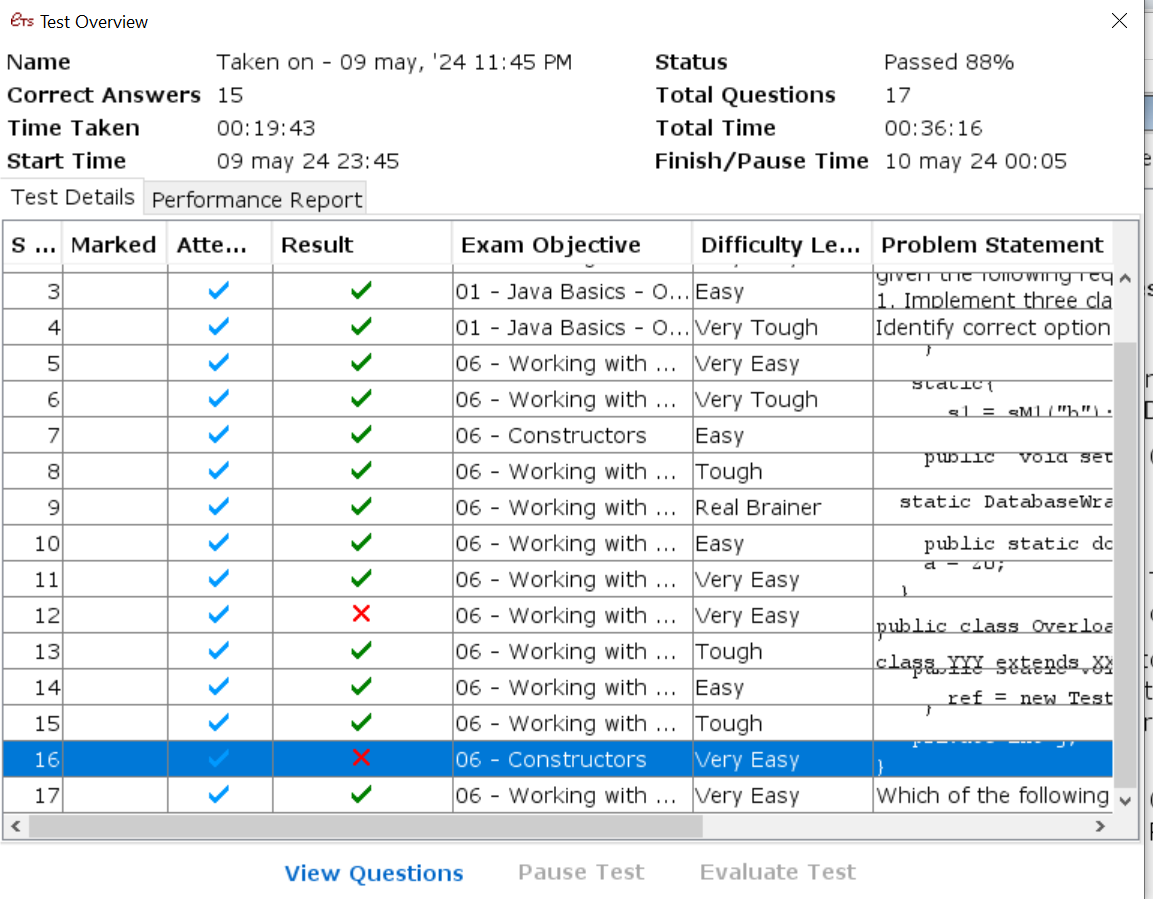 ETS Test Overview
Name Taken on - 09 may, '24 11:45 PM Status Passed 88%
Correct Answers 15 Total Questions 17
Time Taken 00:19:43 Total Time 00:36:16
Start Time 09 may 24 23:45 Finish/Pause Time 10 may 24 00:05
Test Details Performance Report
S ... Marked Atte... Result Exam Objective Difficulty Le... Problem Statement
given the following req
3 01 - Java Basics - O... Easy 1. Implement three cla
4 01 - Java Basics - O... Very Tough Identify correct option
5 06 - Working with ... Very Easy }
static{
6 06 - Working with ... Very Tough s1 = sM1("b");
7 06 - Constructors Easy
8 06 - Working with ... Tough public void set
9 06 - Working with ... Real Brainer static DatabaseWra
10 06 - Working with ... Easy public static do
11 06 - Working with ... Very Easy a = 20;
}
12 06 - Working with ... Very Easy public class Overloa
}
13 06 - Working with ... Tough class YYY extends XX
public static voi
14 06 - Working with ... Easy ref = new Test
15 06 - Working with ... Tough }
private int j;
16 06 - Constructors Very Easy }
17 06 - Working with ... Very Easy Which of the following
View Questions Pause Test Evaluate Test